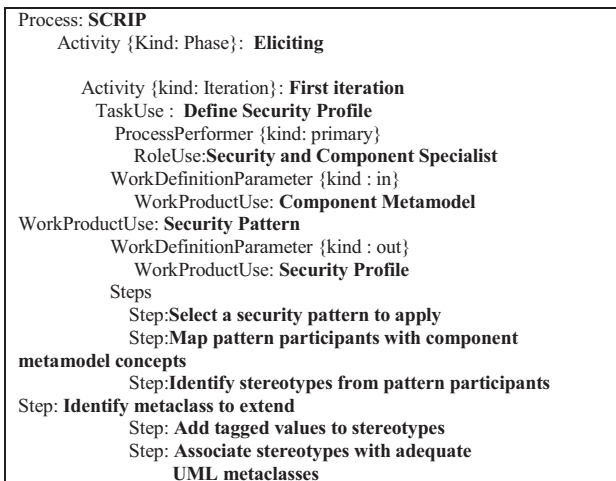 Process: SCRIP
Activity {Kind: Phase}: Eliciting
Activity {kind: Iteration}: First iteration
TaskUse : Define Security Profile
ProcessPerformer {kind: primary}
RoleUse:Security and Component Specialist
WorkDefinitionParameter {kind : in}
WorkProductUse: Component Metamodel
WorkProductUse: Security Pattern
WorkDefinitionParameter {kind : out}
WorkProductUse: Security Profile
Steps
Step:Select a security pattern to apply
Step:Map pattern participants with component
metamodel concepts
Step:Identify stereotypes from pattern participants
Step: Identify metaclass to extend
Step: Add tagged values to stereotypes
Step: Associate stereotypes with adequate
UML metaclasses